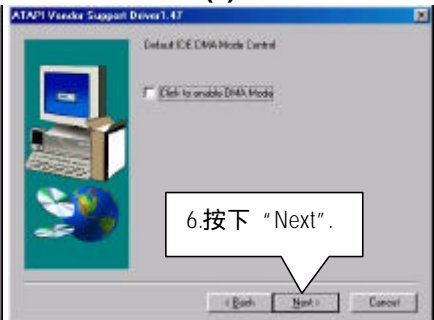 ATAPI Vendor Support Driver1.47
Default IDE DMA Mode Control
Click to enable DMA Mode
6.按下 “Next”.
< Back
Next >
Cancel